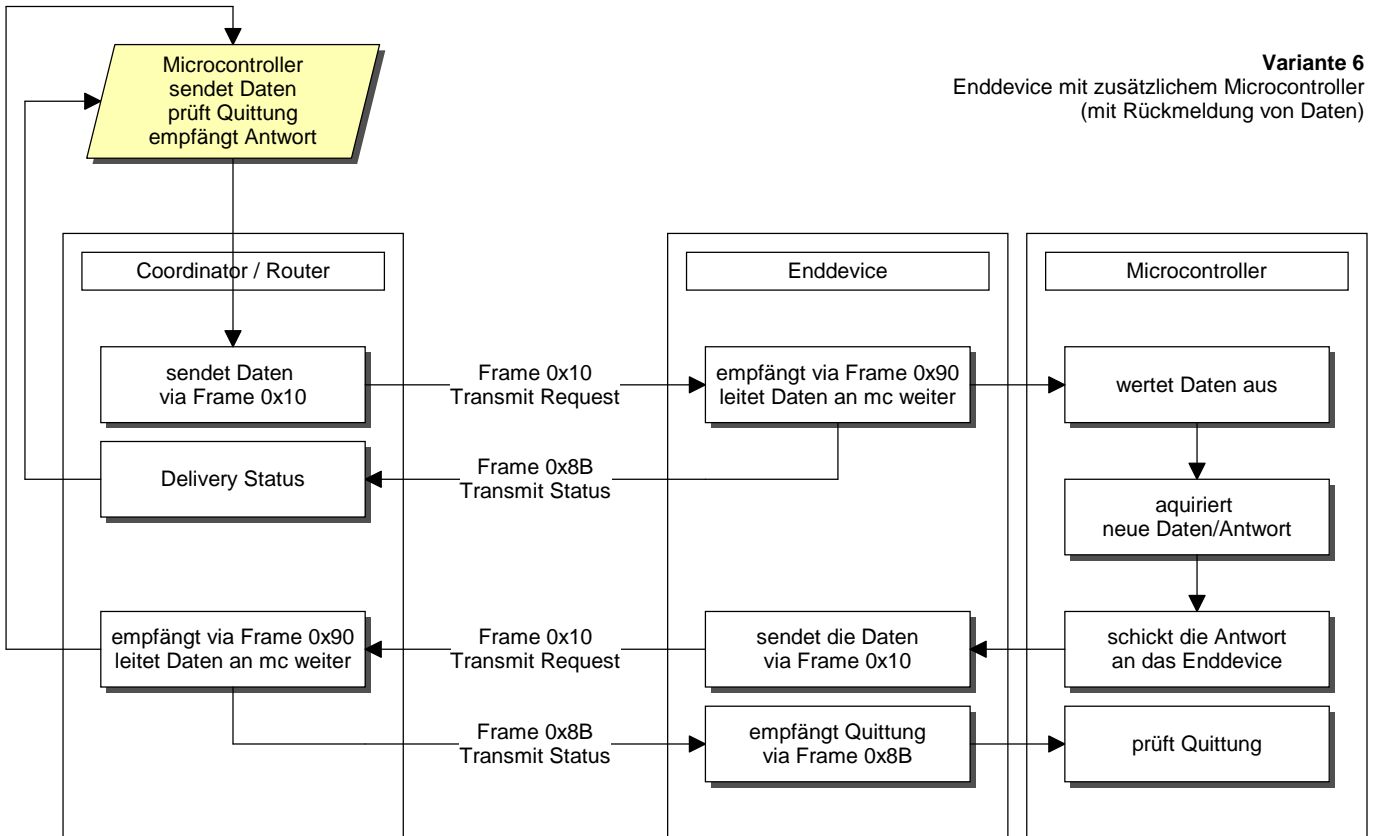 Microcontroller
sendet Daten
prüft Quittung
empfängt Antwort
Variante 6
Enddevice mit zusätzlichem Microcontroller
(mit Rückmeldung von Daten)
Coordinator / Router
Enddevice
Microcontroller
sendet Daten
via Frame 0x10
Frame 0x10
Transmit Request
empfängt via Frame 0x90
leitet Daten an mc weiter
wertet Daten aus
Delivery Status
Frame 0x8B
Transmit Status
aquiriert
neue Daten/Antwort
empfängt via Frame 0x90
leitet Daten an mc weiter
Frame 0x10
Transmit Request
sendet die Daten
via Frame 0x10
schickt die Antwort
an das Enddevice
Frame 0x8B
Transmit Status
empfängt Quittung
via Frame 0x8B
prüft Quittung